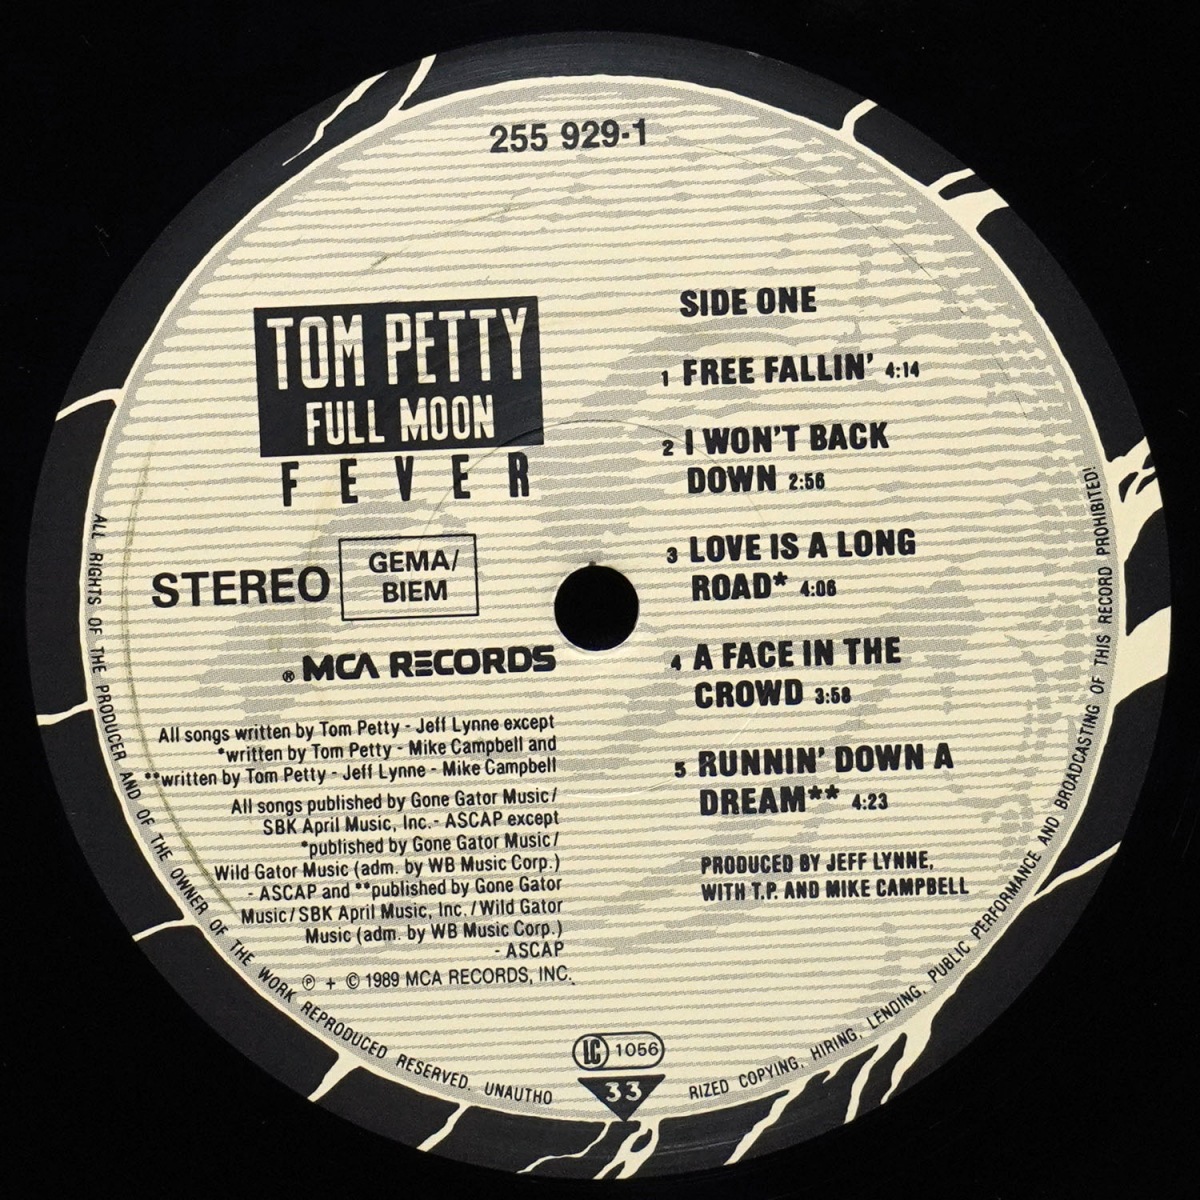 255 929-1
TOM PETTY
FULL MOON
FEVER
STEREO
GEMA/
BIEM
® MCA RECORDS
All songs written by Tom Petty - Jeff Lynne except
*written by Tom Petty - Mike Campbell and
**written by Tom Petty - Jeff Lynne - Mike Campbell
All songs published by Gone Gator Music/
SBK April Music, Inc. - ASCAP except
*published by Gone Gator Music/
Wild Gator Music (adm. by WB Music Corp.)
- ASCAP and **published by Gone Gator
Music/SBK April Music, Inc./Wild Gator
Music (adm. by WB Music Corp.)
- ASCAP
℗ + © 1989 MCA RECORDS, INC.
SIDE ONE
1 FREE FALLIN' 4:14
2 I WON'T BACK
DOWN 2:56
3 LOVE IS A LONG
ROAD* 4:06
4 A FACE IN THE
CROWD 3:58
5 RUNNIN' DOWN A
DREAM** 4:23
PRODUCED BY JEFF LYNNE,
WITH T.P. AND MIKE CAMPBELL
LC 1056
33
ALL RIGHTS OF THE PRODUCER AND OF THE OWNER OF THE WORK REPRODUCED RESERVED. UNAUTHO
RIZED COPYING, HIRING, LENDING, PUBLIC PERFORMANCE AND BROADCASTING OF THIS RECORD PROHIBITED!